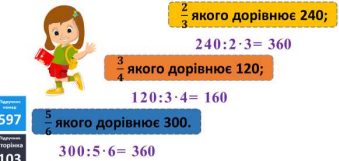 2/3 якого дорівнює 240;
240:2·3= 360
3/4 якого дорівнює 120;
120:3·4= 160
Підручник
номер
597
5/6 якого дорівнює 300.
Підручник
сторінка
103
300:5·6= 360